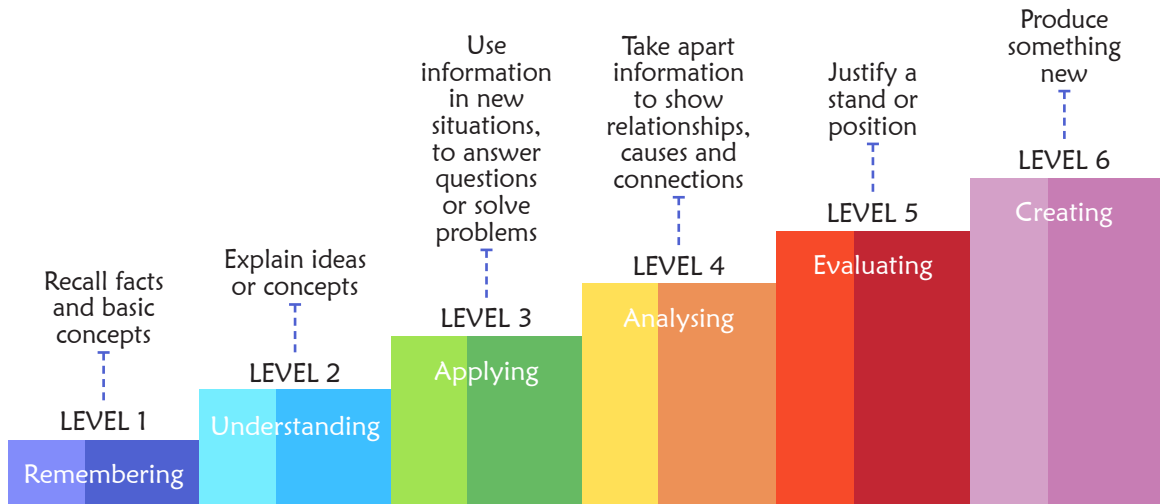 Recall facts
and basic
concepts
LEVEL 1
Remembering
Explain ideas
or concepts
LEVEL 2
Understanding
Use
information
in new
situations,
to answer
questions
or solve
problems
LEVEL 3
Applying
Take apart
information
to show
relationships,
causes and
connections
LEVEL 4
Analysing
Justify a
stand or
position
LEVEL 5
Evaluating
Produce
something
new
LEVEL 6
Creating